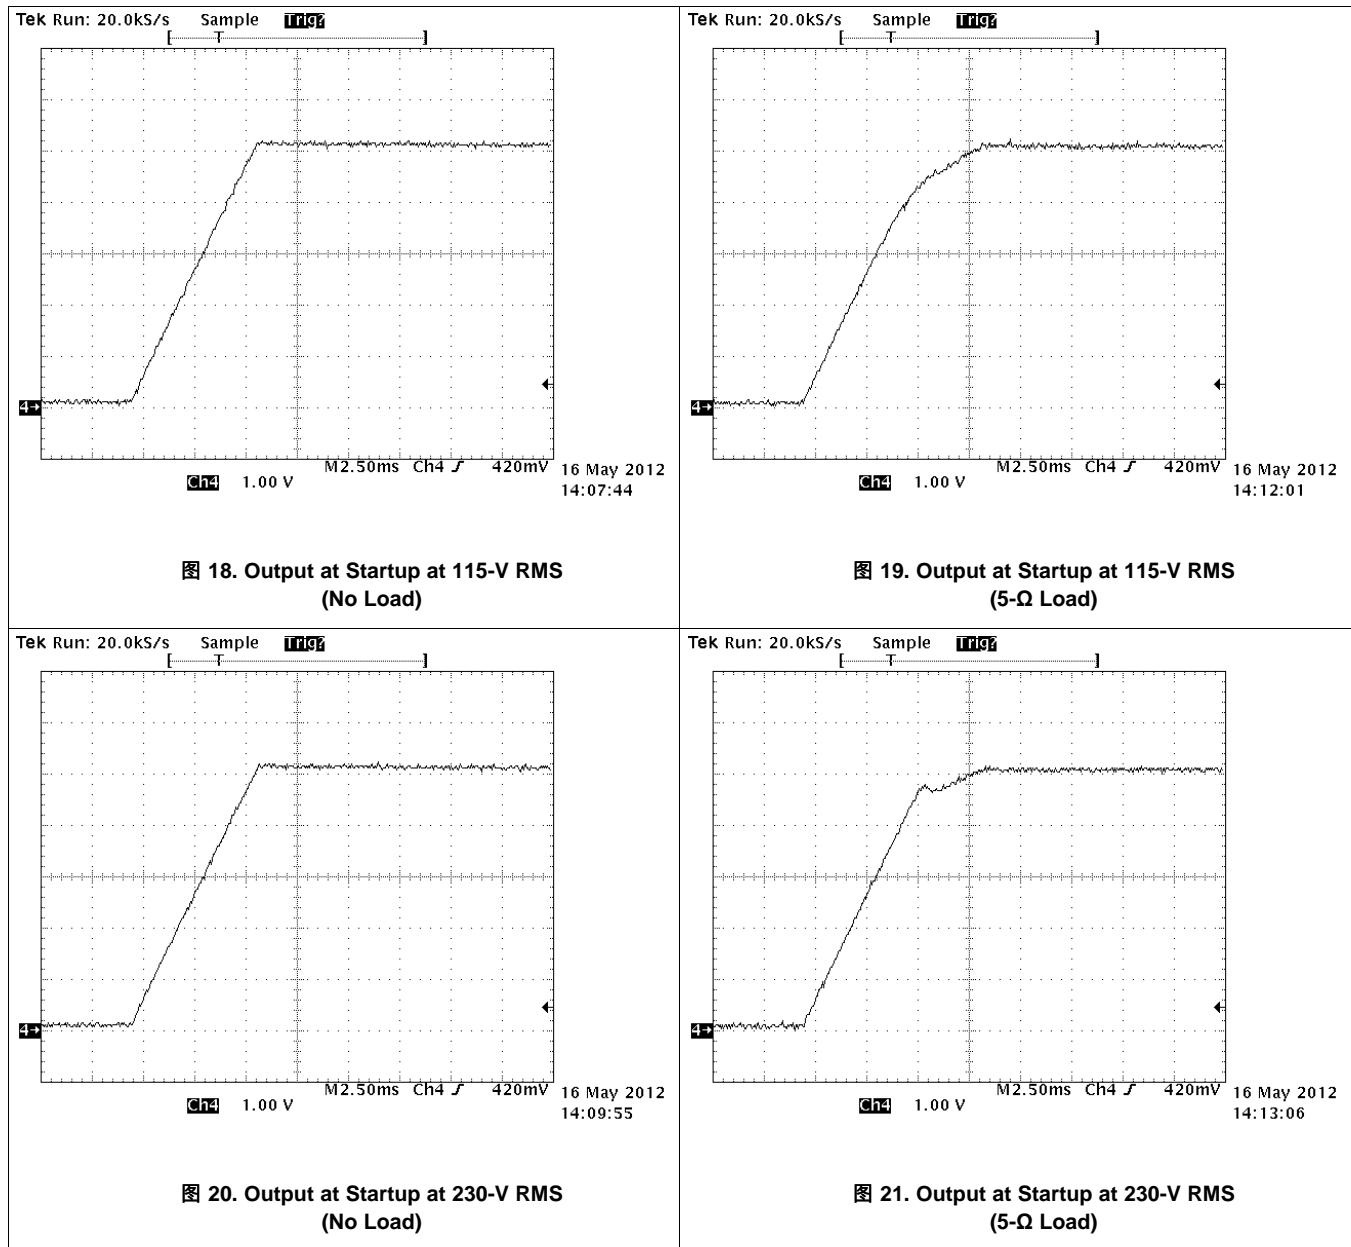 Tek Run: 20.0kS/s Sample Trig?
[ T ]
4→
M2.50ms Ch4 ∫ 420mV
Ch4 1.00 V
16 May 2012
14:07:44
图 18. Output at Startup at 115-V RMS
(No Load)
Tek Run: 20.0kS/s Sample Trig?
[ T ]
4→
M2.50ms Ch4 ∫ 420mV
Ch4 1.00 V
16 May 2012
14:12:01
图 19. Output at Startup at 115-V RMS
(5-Ω Load)
Tek Run: 20.0kS/s Sample Trig?
[ T ]
4→
M2.50ms Ch4 ∫ 420mV
Ch4 1.00 V
16 May 2012
14:09:55
图 20. Output at Startup at 230-V RMS
(No Load)
Tek Run: 20.0kS/s Sample Trig?
[ T ]
4→
M2.50ms Ch4 ∫ 420mV
Ch4 1.00 V
16 May 2012
14:13:06
图 21. Output at Startup at 230-V RMS
(5-Ω Load)